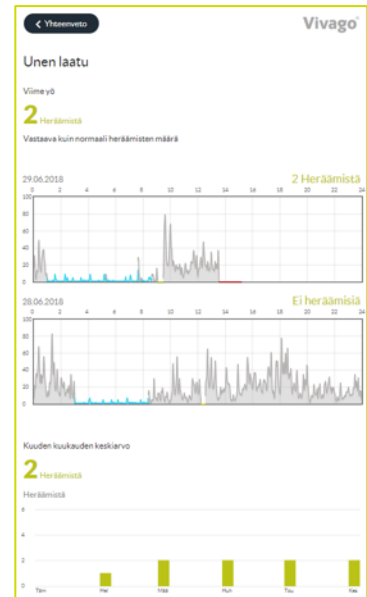 Yhteenveto
Vivago
Unen laatu
Viime yö
2 Heräämistä
Vastaava kuin normaali heräämisten määrä
29.06.2018 2 Heräämistä
0 2 4 6 8 10 12 14 16 18 20 22 24
100
80
60
40
20
0
28.06.2018 Ei heräämisiä
0 2 4 6 8 10 12 14 16 18 20 22 24
100
80
60
40
20
0
Kuuden kuukauden keskiarvo
2 Heräämistä
Heräämistä
6
4
2
0
Tam Hel Maa Huh Tou Kes